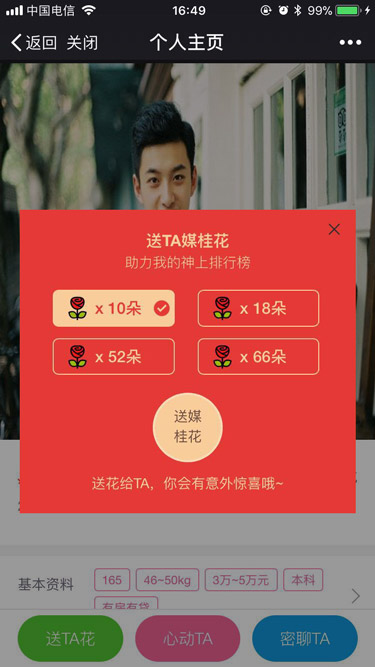 中国电信 16:49 99%
返回 关闭 个人主页
送TA媒桂花
助力我的神上排行榜
x 10朵 x 18朵
x 52朵 x 66朵
送媒
桂花
送花给TA，你会有意外惊喜哦~
基本资料 165 46~50kg 3万~5万元 本科
有房有贷
送TA花 心动TA 密聊TA